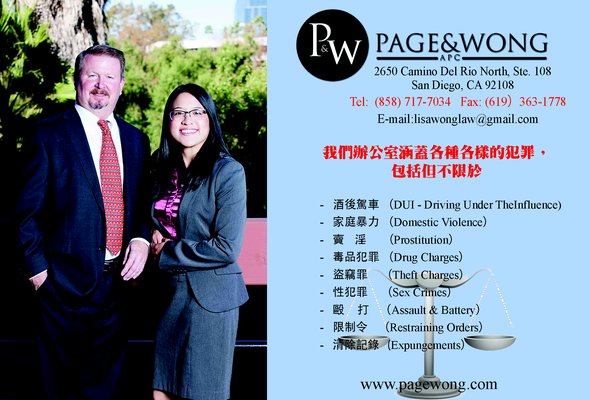 P&W
PAGE&WONG
APC
2650 Camino Del Rio North, Ste. 108
San Diego, CA 92108
Tel: (858) 717-7034 Fax: (619) 363-1778
E-mail:lisawonglaw@gmail.com
我們辦公室涵蓋各種各樣的犯罪，
包括但不限於
- 酒後駕車 （DUI - Driving Under TheInfluence)
- 家庭暴力 （Domestic Violence）
- 賣 淫 （Prostitution）
- 毒品犯罪 （Drug Charges）
- 盜竊罪 （Theft Charges）
- 性犯罪 （Sex Crimes）
- 毆 打 （Assault & Battery）
- 限制令 （Restraining Orders）
- 清除記錄 （Expungements）
www.pagewong.com